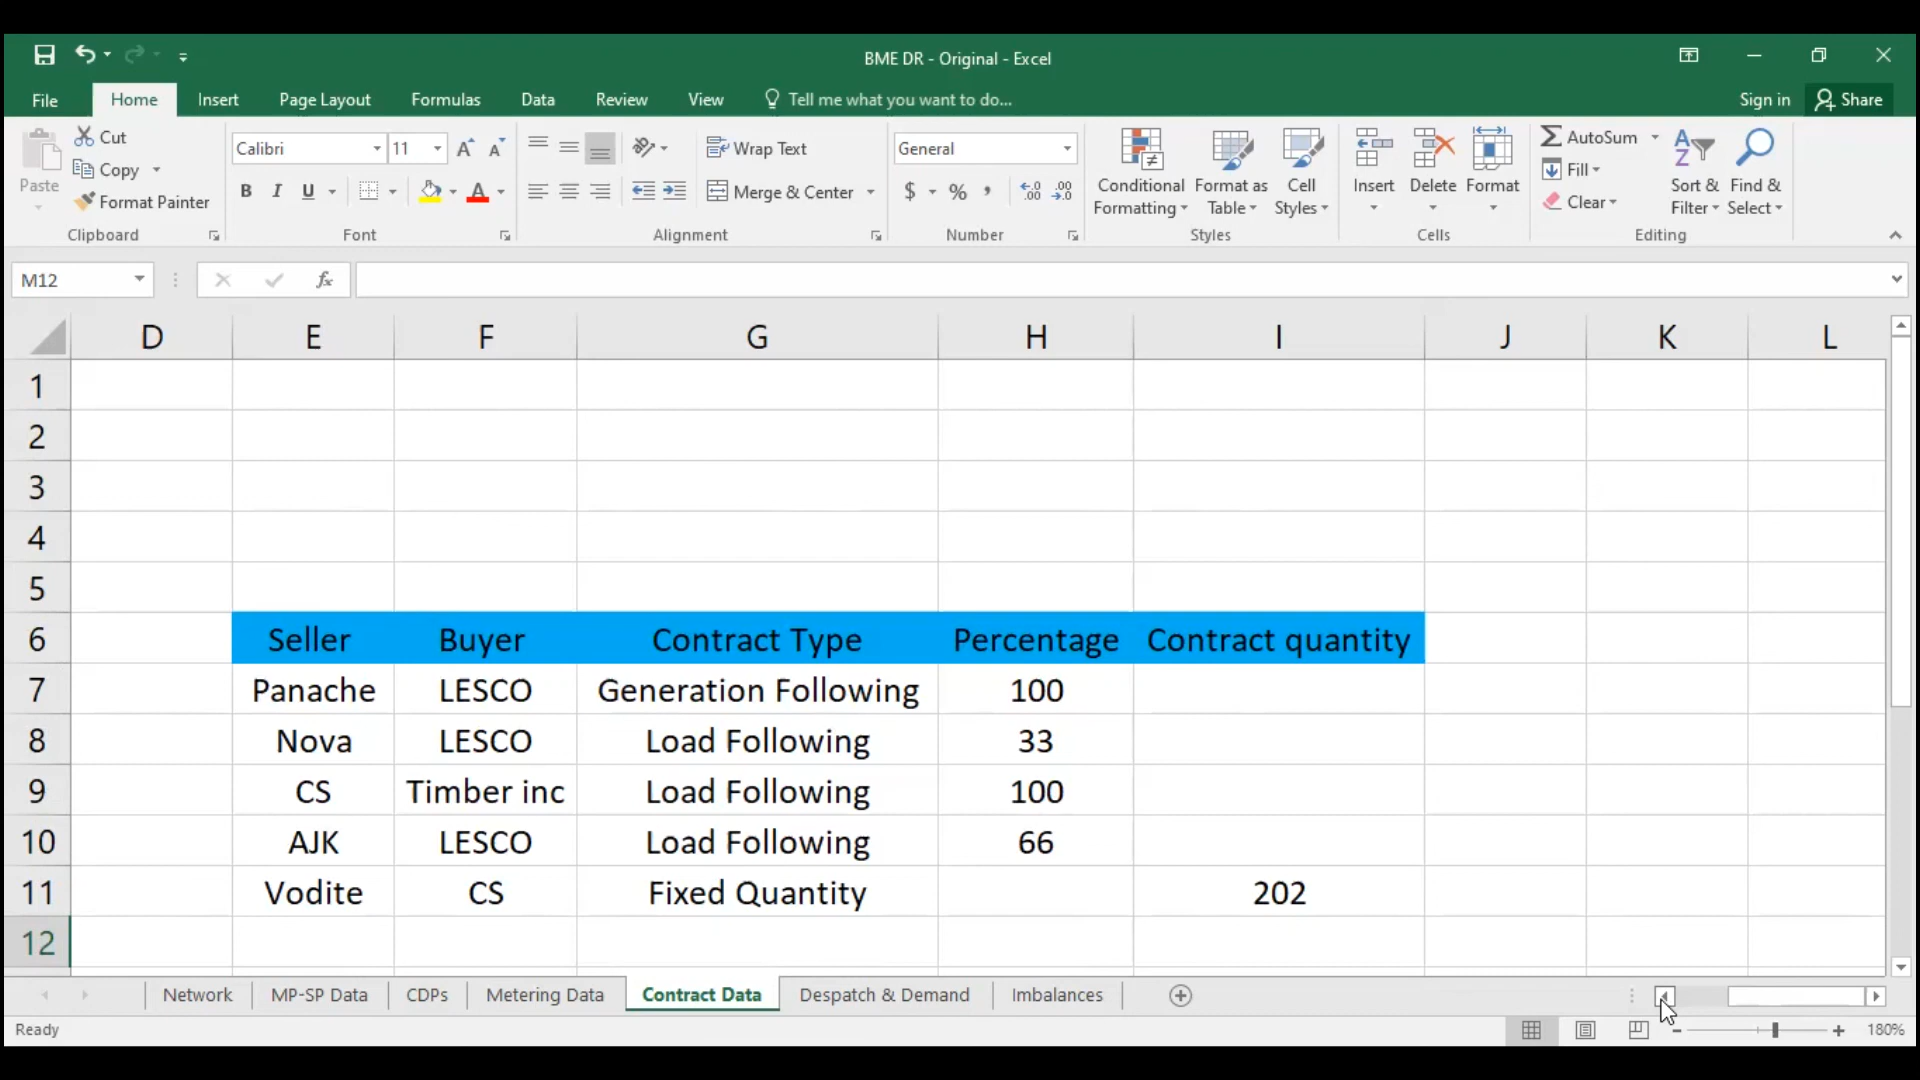 BME DR - Original - Excel
File Home Insert Page Layout Formulas Data Review View Tell me what you want to do... Sign in Share
Paste Cut Copy Format Painter Clipboard
Calibri 11 A A B I U A Font
Wrap Text Merge & Center Alignment
General $ % , .0 .00 .00 .0 Number
Conditional Formatting Format as Table Cell Styles Styles
Insert Delete Format Cells
AutoSum Fill Clear Sort & Filter Find & Select Editing
M12 fx
D E F G H I J K L
1
2
3
4
5
6 Seller Buyer Contract Type Percentage Contract quantity
7 Panache LESCO Generation Following 100
8 Nova LESCO Load Following 33
9 CS Timber inc Load Following 100
10 AJK LESCO Load Following 66
11 Vodite CS Fixed Quantity 202
12
Network MP-SP Data CDPs Metering Data Contract Data Despatch & Demand Imbalances
Ready 180%